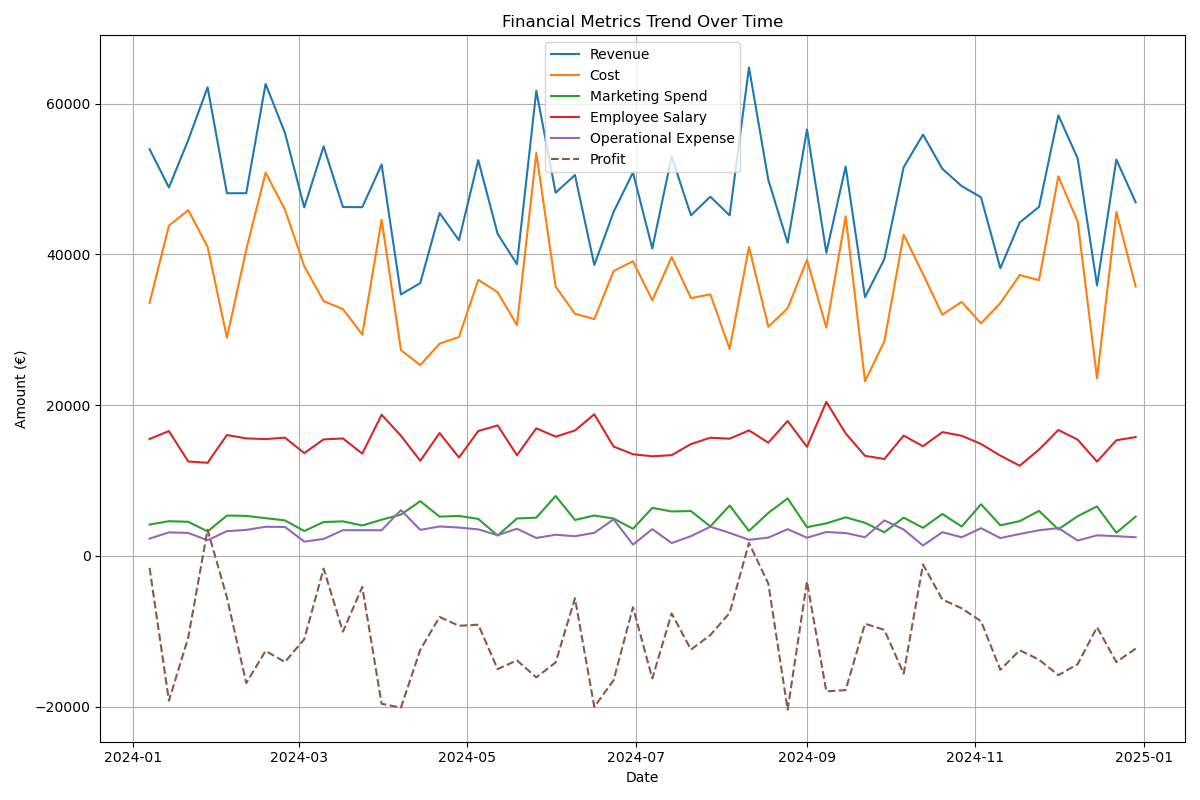 Financial Metrics Trend Over Time
Revenue
Cost
Marketing Spend
Employee Salary
Operational Expense
Profit
Amount (€)
60000
40000
20000
0
−20000
2024-01
2024-03
2024-05
2024-07
2024-09
2024-11
2025-01
Date